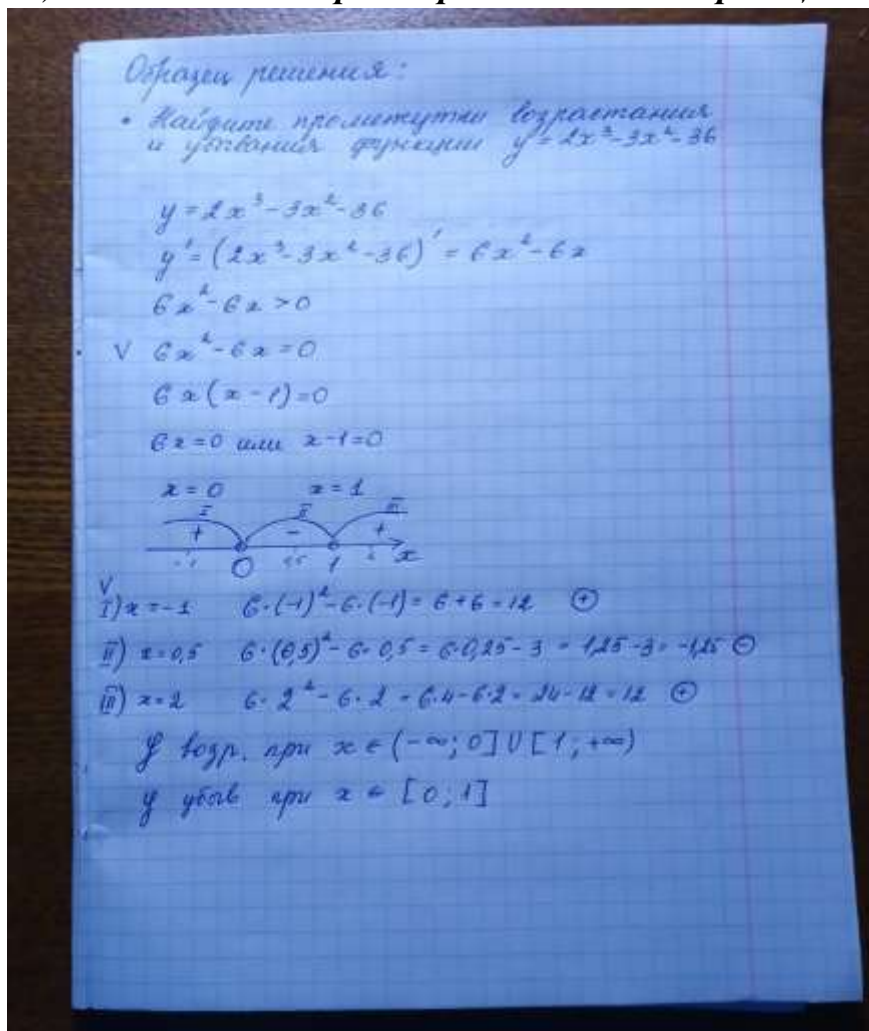 Образец решения:
• Найдите промежутки возрастания
и убывания функции y = 2x³-3x²-36
y = 2x³-3x²-36
y' = (2x³-3x²-36)' = 6x²-6x
6x²-6x > 0
V 6x²-6x = 0
6x(x-1)=0
6x=0 или x-1=0
x = 0 x = 1
I II III
+ - +
-1 0 0,5 1 2 x
V
I) x = -1 6·(-1)²-6·(-1) = 6+6 = 12 ⊕
II) x=0,5 6·(0,5)²-6·0,5 = 6·0,25-3 = 1,25-3 = -1,25 ⊖
III) x=2 6·2²-6·2 = 6·4-6·2 = 24-12 = 12 ⊕
y возр. при x ∈ (-∞; 0] U [1; +∞)
y убыв при x ∈ [0; 1]